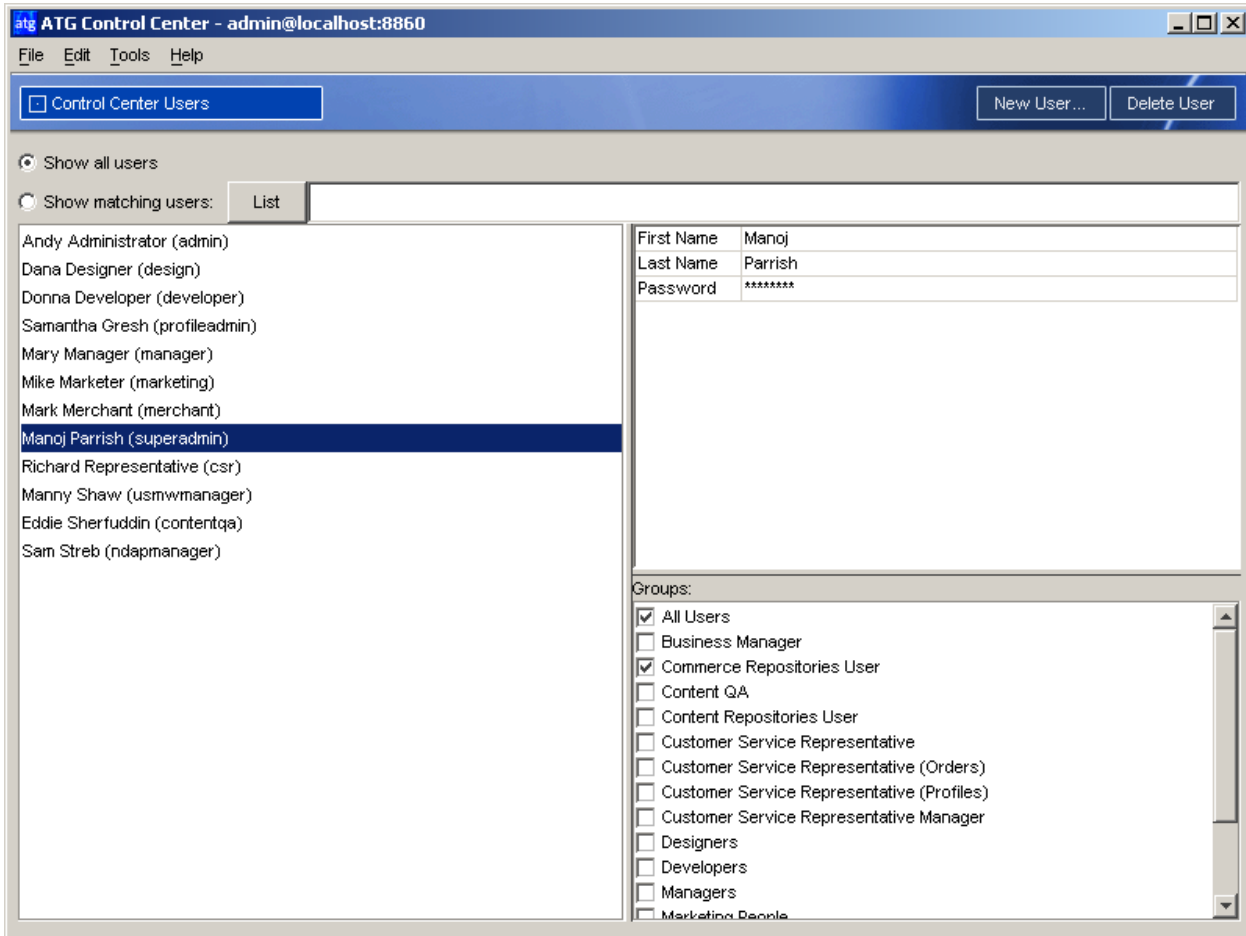 atg ATG Control Center - admin@localhost:8860
File Edit Tools Help
Control Center Users New User... Delete User
Show all users
Show matching users: List
Andy Administrator (admin)
Dana Designer (design)
Donna Developer (developer)
Samantha Gresh (profileadmin)
Mary Manager (manager)
Mike Marketer (marketing)
Mark Merchant (merchant)
Manoj Parrish (superadmin)
Richard Representative (csr)
Manny Shaw (usmwmanager)
Eddie Sherfuddin (contentqa)
Sam Streb (ndapmanager)
First Name Manoj
Last Name Parrish
Password ********
Groups:
All Users
Business Manager
Commerce Repositories User
Content QA
Content Repositories User
Customer Service Representative
Customer Service Representative (Orders)
Customer Service Representative (Profiles)
Customer Service Representative Manager
Designers
Developers
Managers
Marketing People